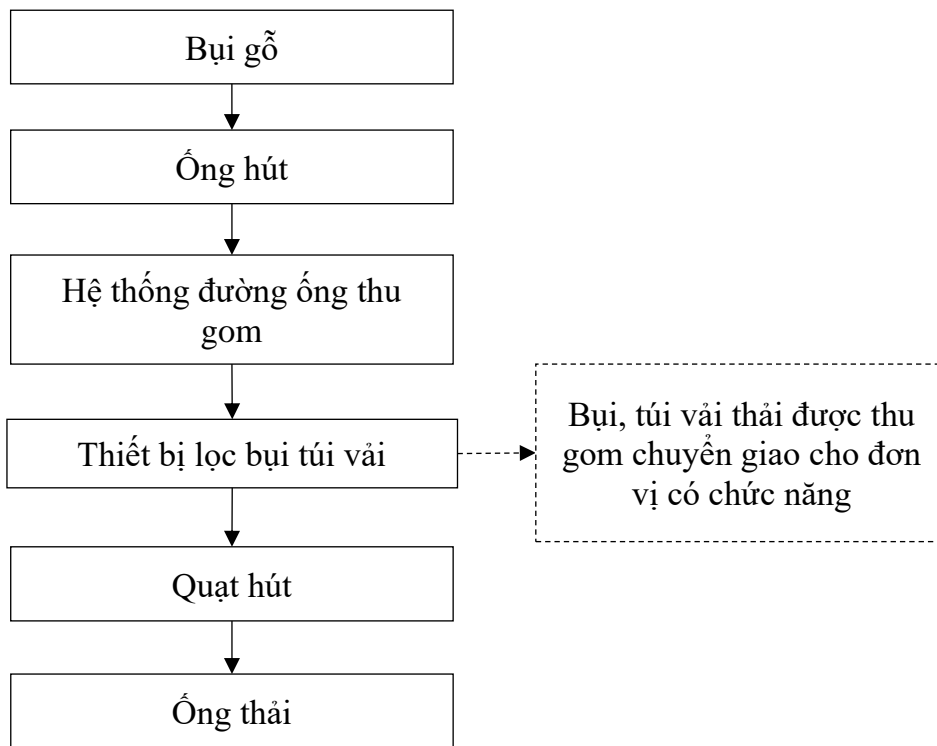 Bụi gỗ
Ống hút
Hệ thống đường ống thu
gom
Thiết bị lọc bụi túi vải
Bụi, túi vải thải được thu
gom chuyển giao cho đơn
vị có chức năng
Quạt hút
Ống thải